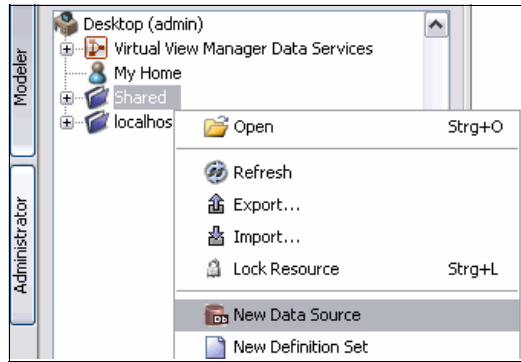 Modeler
Administrator
Desktop (admin)
Virtual View Manager Data Services
My Home
Shared
localhos
Open Strg+O
Refresh
Export...
Import...
Lock Resource Strg+L
New Data Source
New Definition Set